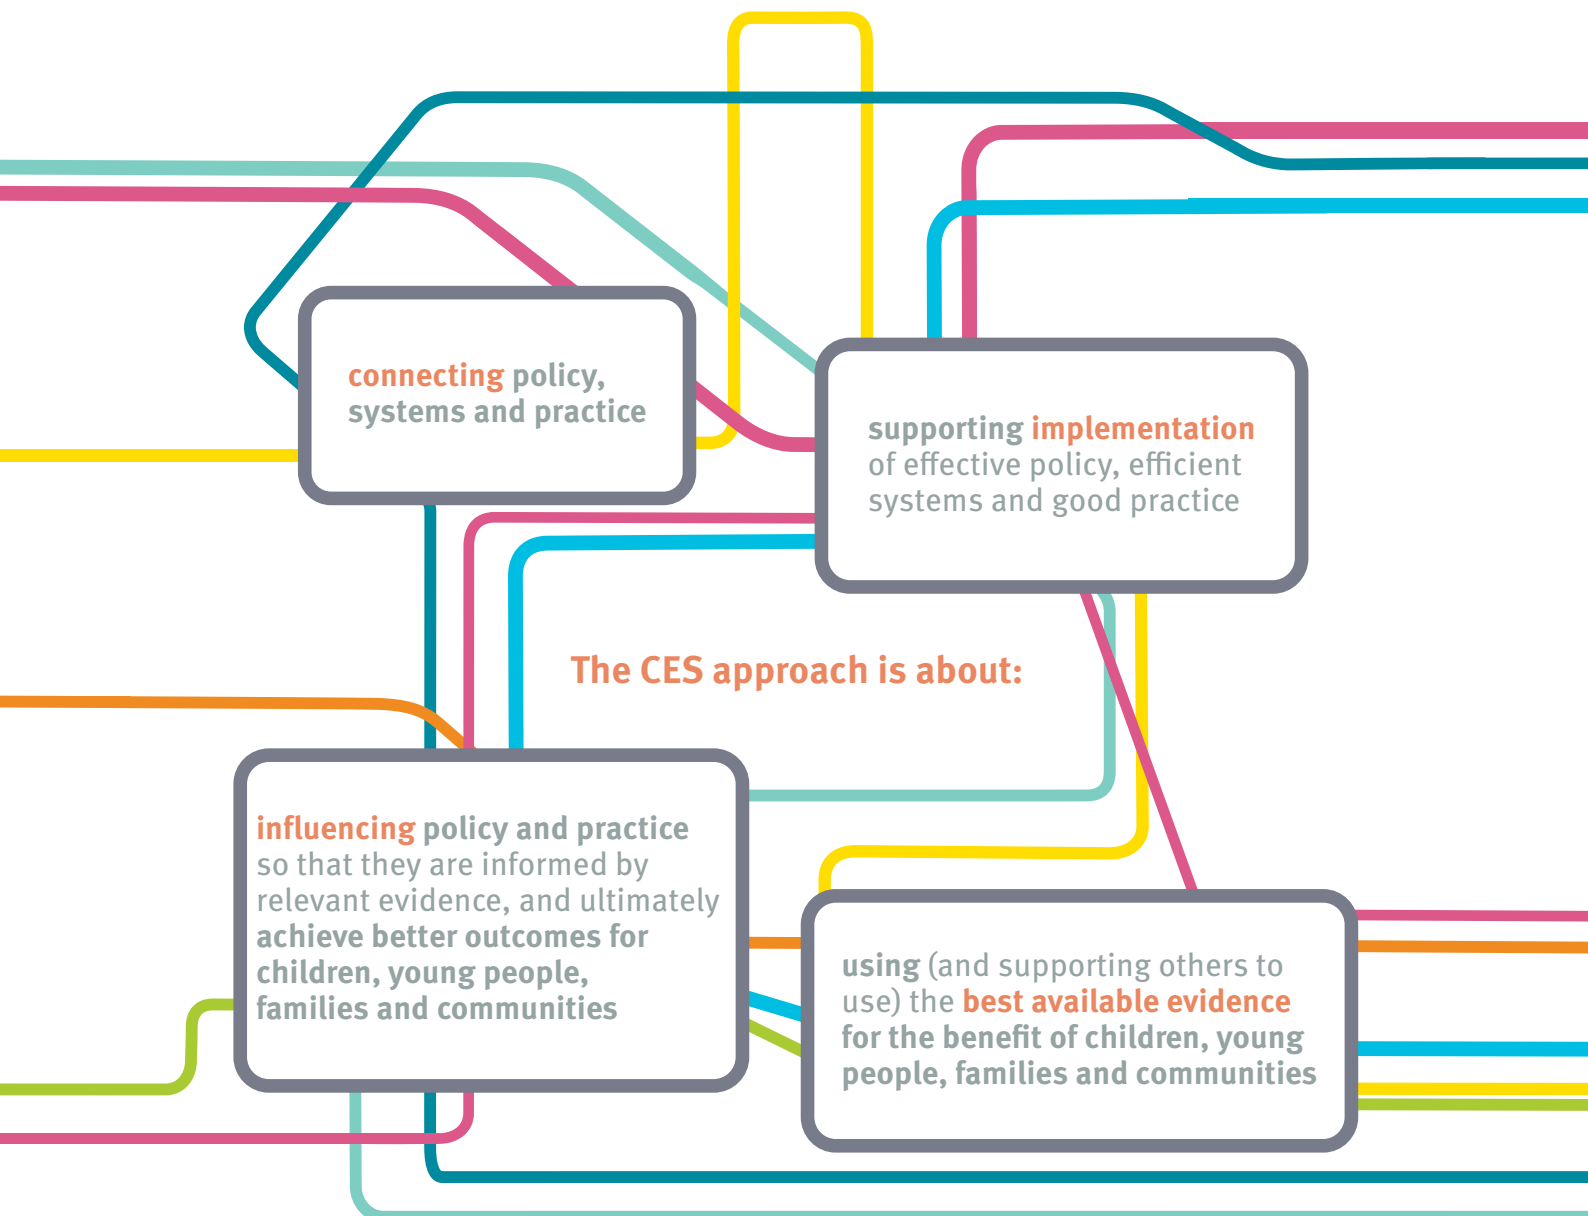 connecting policy,
systems and practice
supporting implementation
of effective policy, efficient
systems and good practice
The CES approach is about:
influencing policy and practice
so that they are informed by
relevant evidence, and ultimately
achieve better outcomes for
children, young people,
families and communities
using (and supporting others to
use) the best available evidence
for the benefit of children, young
people, families and communities